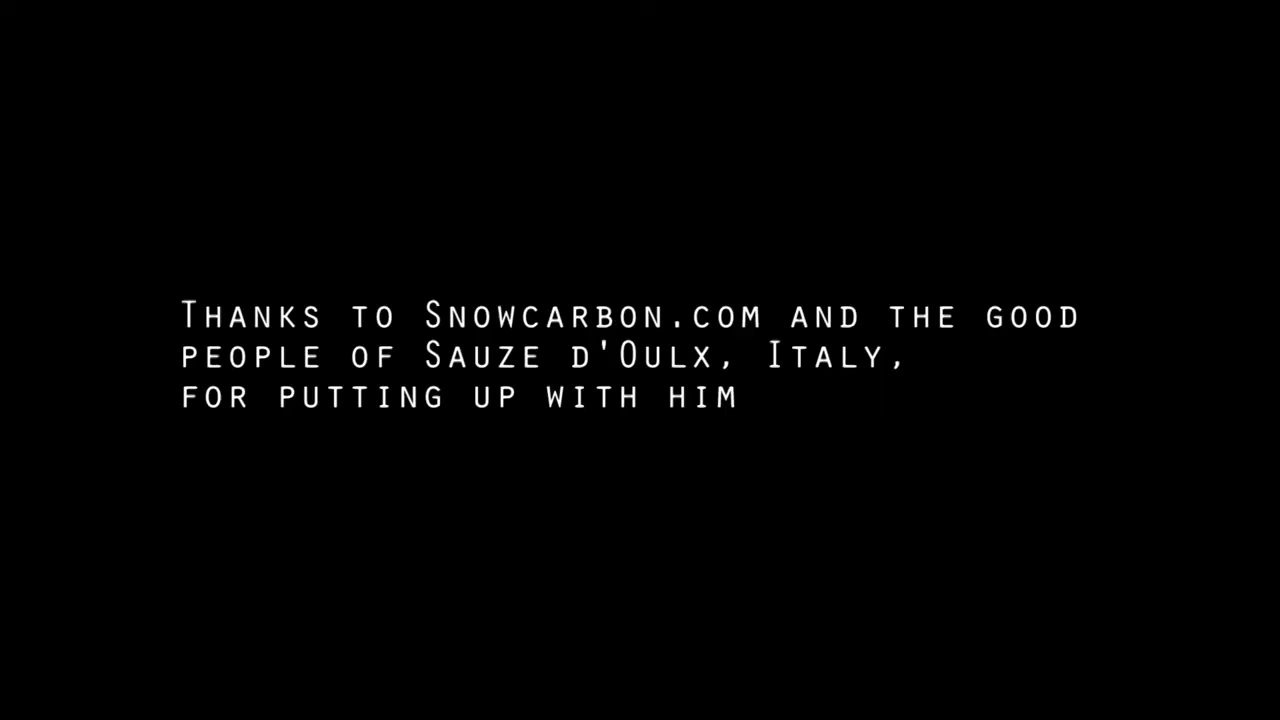 Thanks to Snowcarbon.com and the good
people of Sauze d'Oulx, Italy,
for putting up with him